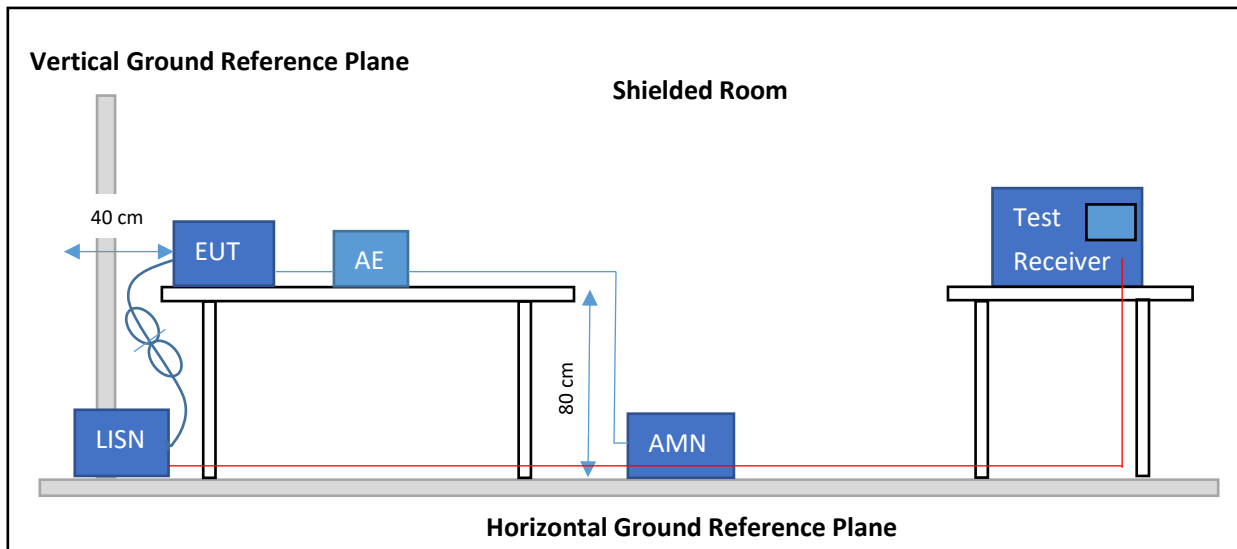 Vertical Ground Reference Plane
Shielded Room
40 cm
EUT
AE
Test
Receiver
80 cm
LISN
AMN
Horizontal Ground Reference Plane